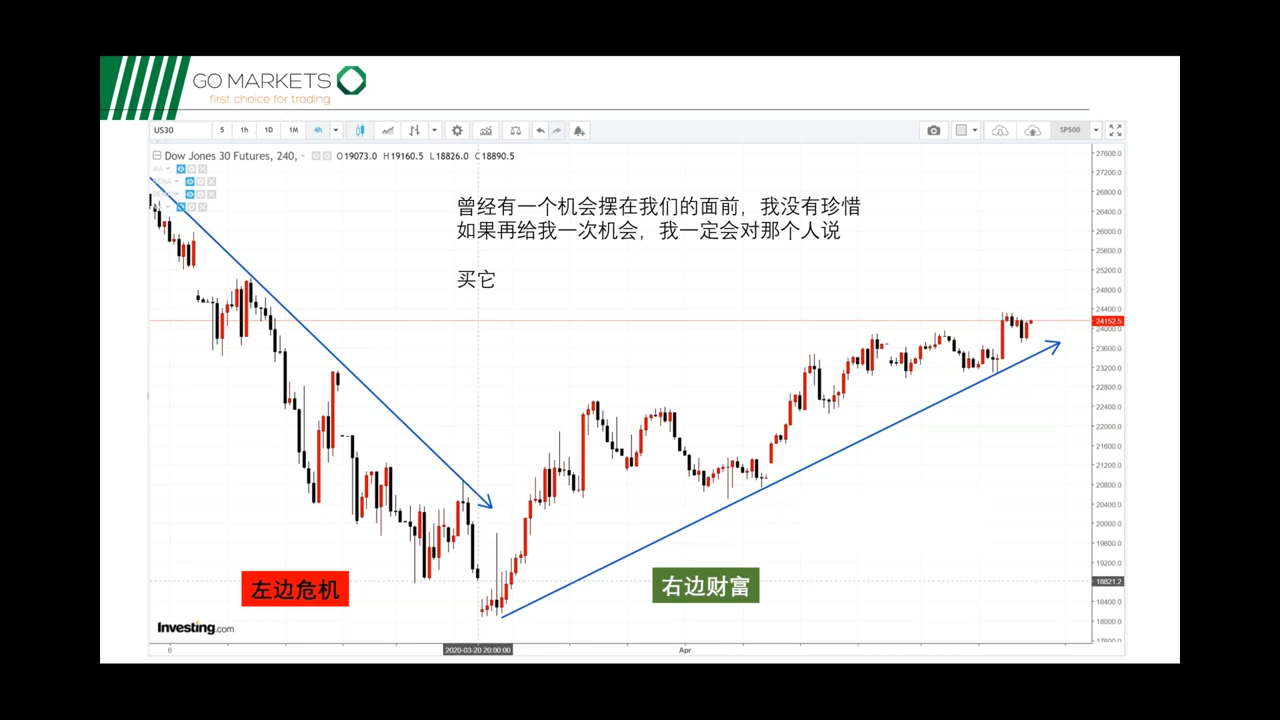 GO MARKETS
first choice for trading
US30 5 1h 1D 1M 4h SP500
Dow Jones 30 Futures, 240, O19073.0 H19160.5 L18826.0 C18890.5
MA
曾经有一个机会摆在我们的面前，我没有珍惜
如果再给我一次机会，我一定会对那个人说
买它
左边危机
右边财富
Investing.com
27600.0
27200.0
26800.0
26400.0
26000.0
25600.0
25200.0
24800.0
24400.0
24152.5
24000.0
23600.0
23200.0
22800.0
22400.0
22000.0
21600.0
21200.0
20800.0
20400.0
20000.0
19600.0
19200.0
18821.2
18400.0
18000.0
17600.0
6 2020-03-20 20:00:00 Apr